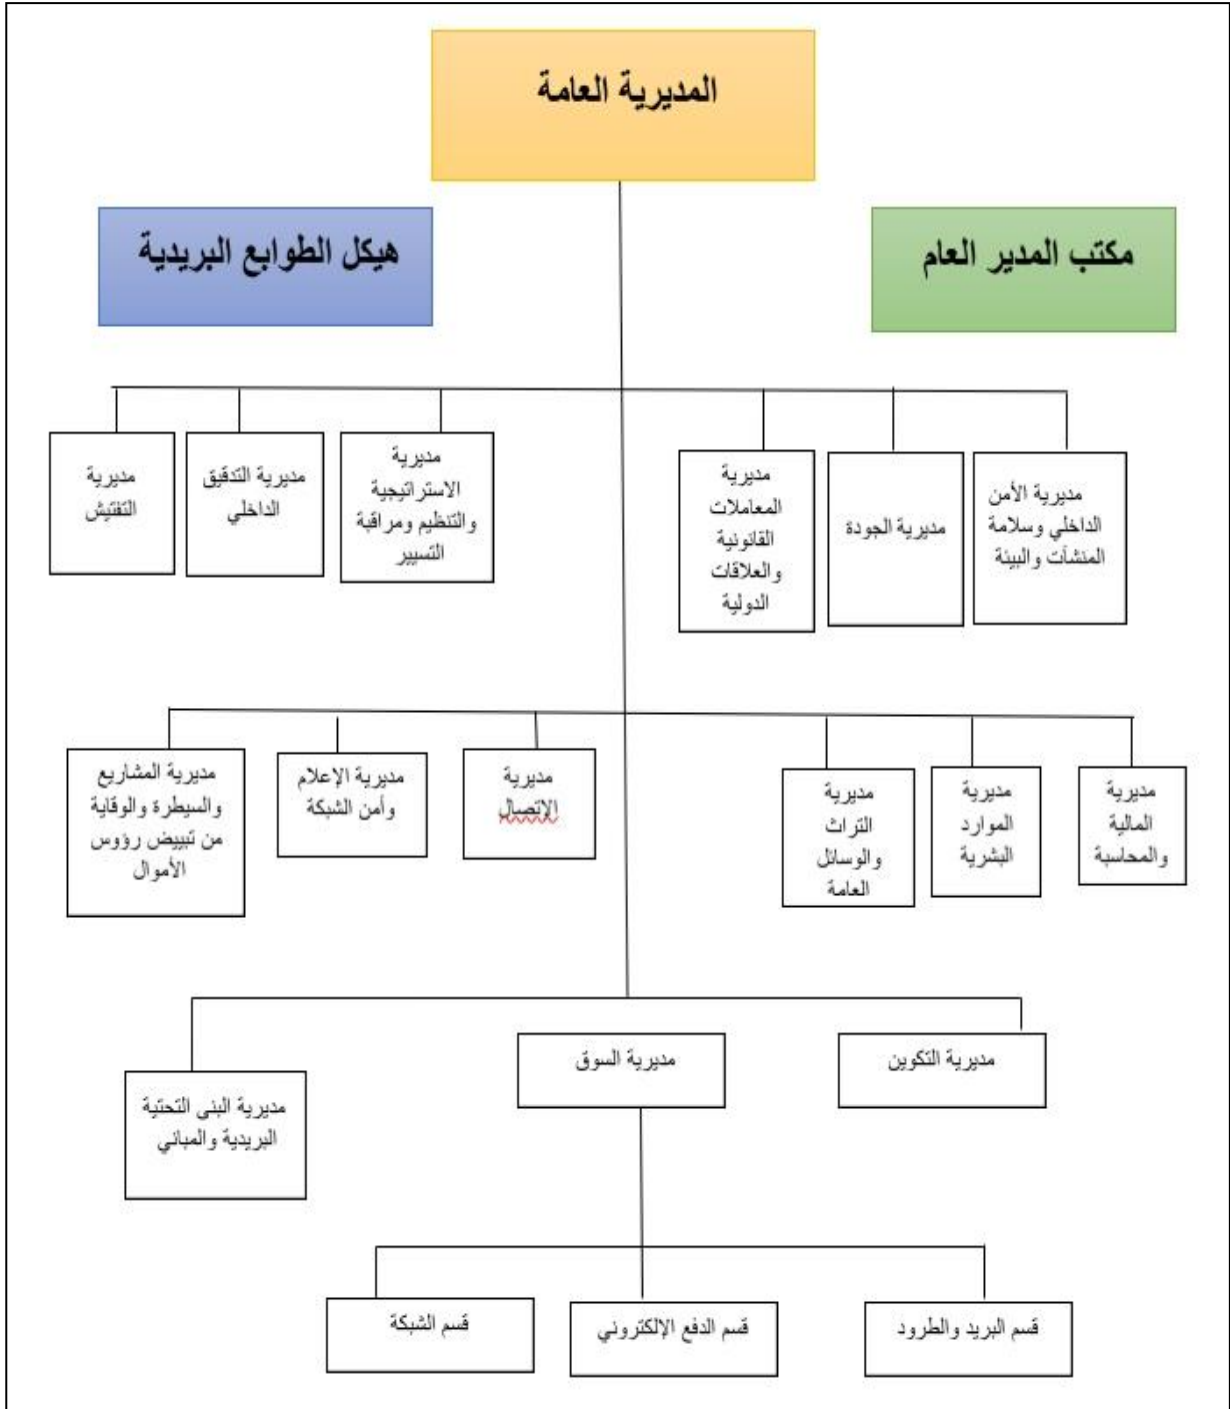 المديرية العامة
مكتب المدير العام
هيكل الطوابع البريدية
مديرية الأمن
الداخلي وسلامة
المنشآت والبيئة
مديرية الجودة
مديرية
المعاملات
القانونية
والعلاقات
الدولية
مديرية
الاستراتيجية
والتنظيم ومراقبة
التسيير
مديرية التدقيق
الداخلي
مديرية
التفتيش
مديرية
المالية
والمحاسبة
مديرية
الموارد
البشرية
مديرية
التراث
والوسائل
العامة
مديرية
الإتصال
مديرية الإعلام
وأمن الشبكة
مديرية المشاريع
والسيطرة والوقاية
من تبييض رؤوس
الأموال
مديرية التكوين
مديرية السوق
مديرية البنى التحتية
البريدية والمباني
قسم البريد والطرود
قسم الدفع الإلكتروني
قسم الشبكة